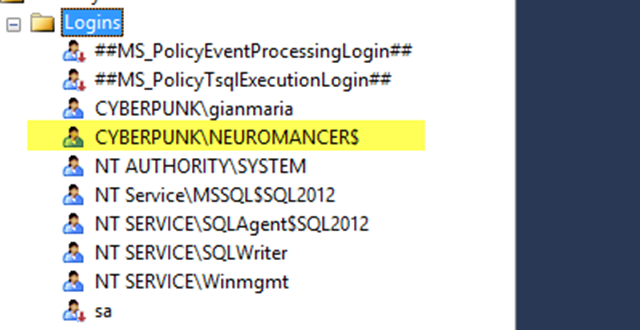 Logins
##MS_PolicyEventProcessingLogin##
##MS_PolicyTsqlExecutionLogin##
CYBERPUNK\gianmaria
CYBERPUNK\NEUROMANCER$
NT AUTHORITY\SYSTEM
NT Service\MSSQL$SQL2012
NT SERVICE\SQLAgent$SQL2012
NT SERVICE\SQLWriter
NT SERVICE\Winmgmt
sa